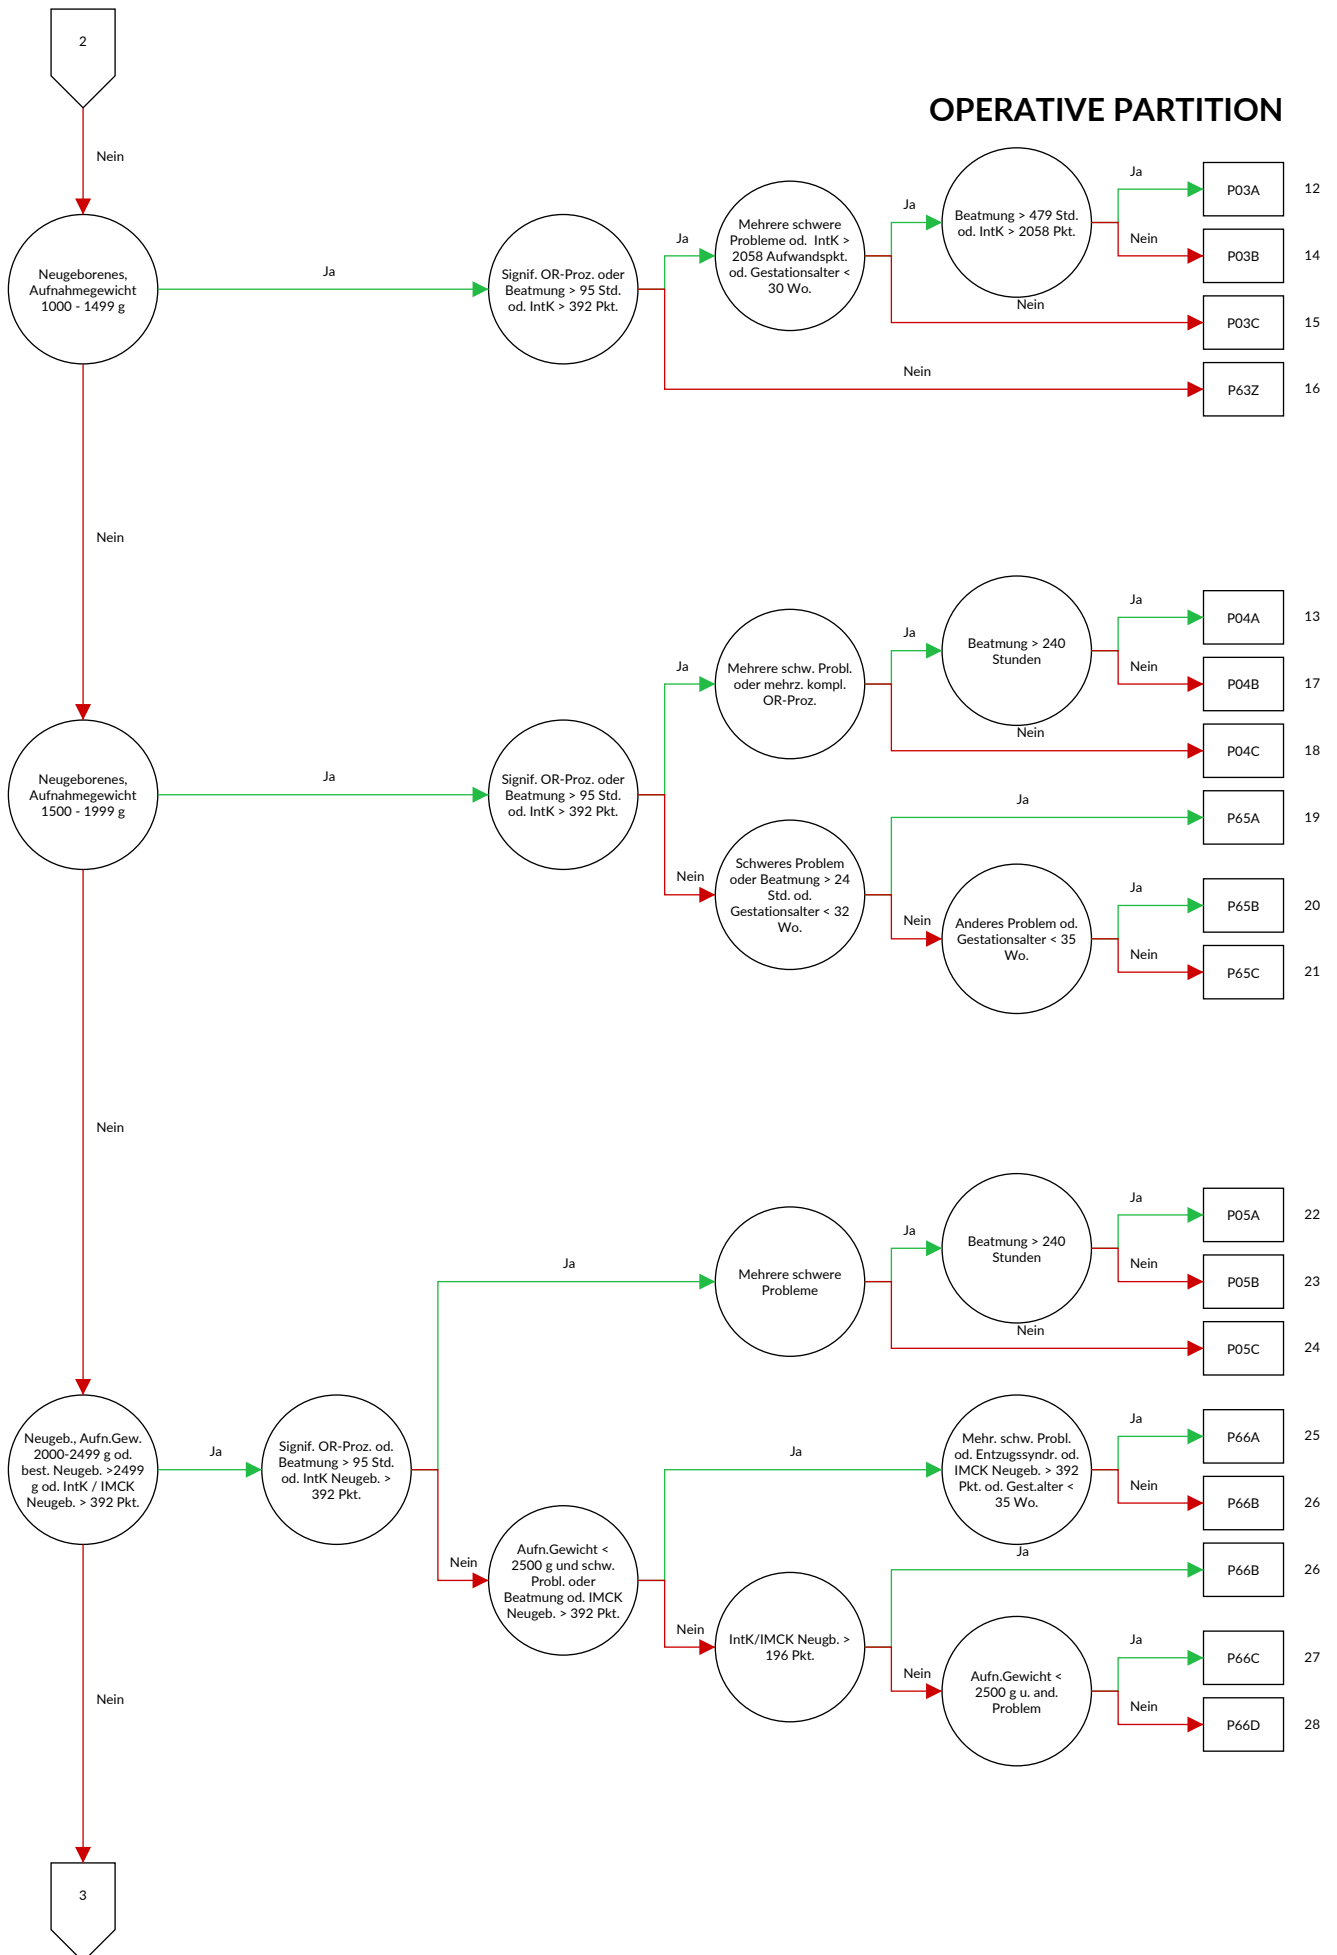 2
OPERATIVE PARTITION
Nein
Neugeborenes,
Aufnahmegewicht
1000 - 1499 g
Ja
Signif. OR-Proz. oder
Beatmung > 95 Std.
od. IntK > 392 Pkt.
Ja
Mehrere schwere
Probleme od. IntK >
2058 Aufwandspkt.
od. Gestationsalter <
30 Wo.
Ja
Beatmung > 479 Std.
od. IntK > 2058 Pkt.
Ja
P03A
12
Nein
P03B
14
Nein
P03C
15
Nein
P63Z
16
Nein
Neugeborenes,
Aufnahmegewicht
1500 - 1999 g
Ja
Signif. OR-Proz. oder
Beatmung > 95 Std.
od. IntK > 392 Pkt.
Ja
Mehrere schw. Probl.
oder mehrz. kompl.
OR-Proz.
Ja
Beatmung > 240
Stunden
Ja
P04A
13
Nein
P04B
17
Nein
P04C
18
Nein
Schweres Problem
oder Beatmung > 24
Std. od.
Gestationsalter < 32
Wo.
Ja
P65A
19
Nein
Anderes Problem od.
Gestationsalter < 35
Wo.
Ja
P65B
20
Nein
P65C
21
Nein
Neugeb., Aufn.Gew.
2000-2499 g od.
best. Neugeb. >2499
g od. IntK / IMCK
Neugeb. > 392 Pkt.
Ja
Signif. OR-Proz. od.
Beatmung > 95 Std.
od. IntK Neugeb. >
392 Pkt.
Ja
Mehrere schwere
Probleme
Ja
Beatmung > 240
Stunden
Ja
P05A
22
Nein
P05B
23
Nein
P05C
24
Nein
Aufn.Gewicht <
2500 g und schw.
Probl. oder
Beatmung od. IMCK
Neugeb. > 392 Pkt.
Ja
Mehr. schw. Probl.
od. Entzugssyndr. od.
IMCK Neugeb. > 392
Pkt. od. Gest.alter <
35 Wo.
Ja
P66A
25
Nein
P66B
26
Nein
IntK/IMCK Neugb. >
196 Pkt.
Ja
P66B
26
Nein
Aufn.Gewicht <
2500 g u. and.
Problem
Ja
P66C
27
Nein
P66D
28
Nein
3